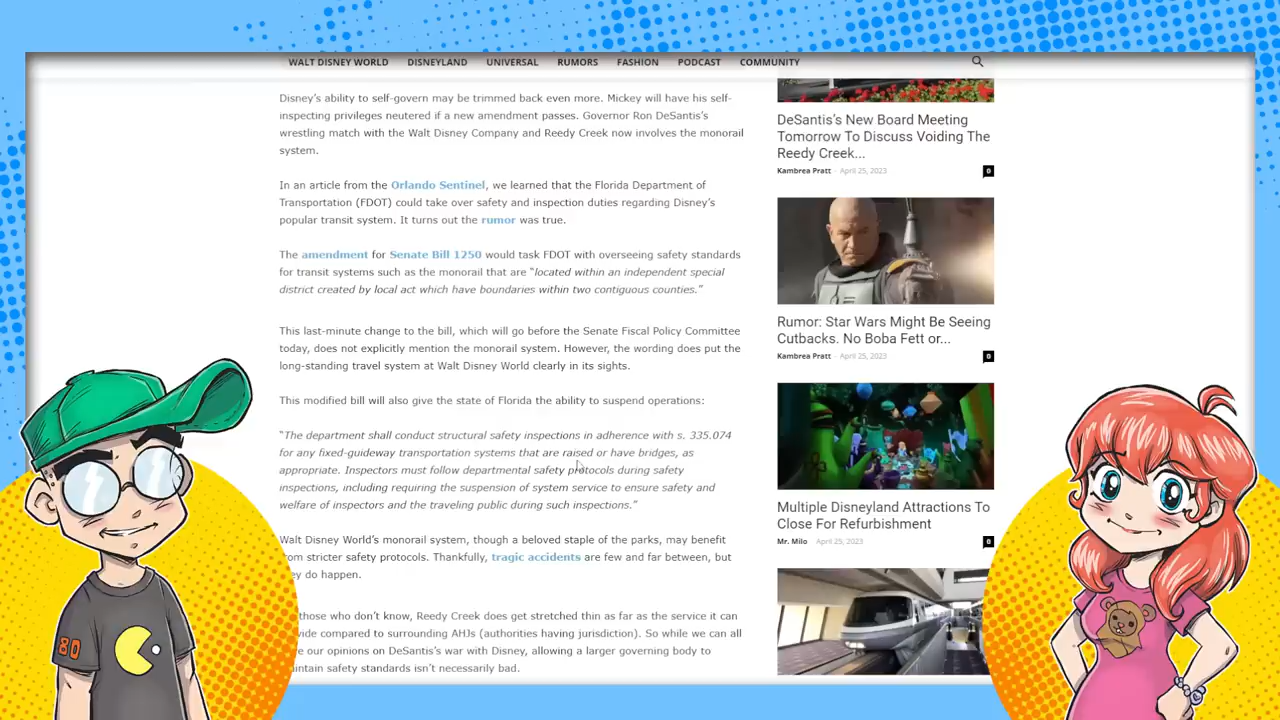 WALT DISNEY WORLD DISNEYLAND UNIVERSAL RUMORS FASHION PODCAST COMMUNITY
Disney's ability to self-govern may be trimmed back even more. Mickey will have his self-
inspecting privileges neutered if a new amendment passes. Governor Ron DeSantis's
wrestling match with the Walt Disney Company and Reedy Creek now involves the monorail
system.
In an article from the Orlando Sentinel, we learned that the Florida Department of
Transportation (FDOT) could take over safety and inspection duties regarding Disney's
popular transit system. It turns out the rumor was true.
The amendment for Senate Bill 1250 would task FDOT with overseeing safety standards
for transit systems such as the monorail that are "located within an independent special
district created by local act which have boundaries within two contiguous counties."
This last-minute change to the bill, which will go before the Senate Fiscal Policy Committee
today, does not explicitly mention the monorail system. However, the wording does put the
long-standing travel system at Walt Disney World clearly in its sights.
This modified bill will also give the state of Florida the ability to suspend operations:
"The department shall conduct structural safety inspections in adherence with s. 335.074
for any fixed-guideway transportation systems that are raised or have bridges, as
appropriate. Inspectors must follow departmental safety protocols during safety
inspections, including requiring the suspension of system service to ensure safety and
welfare of inspectors and the traveling public during such inspections."
Walt Disney World's monorail system, though a beloved staple of the parks, may benefit
om stricter safety protocols. Thankfully, tragic accidents are few and far between, but
ey do happen.
those who don't know, Reedy Creek does get stretched thin as far as the service it can
vide compared to surrounding AHJs (authorities having jurisdiction). So while we can all
e our opinions on DeSantis's war with Disney, allowing a larger governing body to
intain safety standards isn't necessarily bad.
DeSantis's New Board Meeting
Tomorrow To Discuss Voiding The
Reedy Creek...
Kambrea Pratt - April 25, 2023 0
Rumor: Star Wars Might Be Seeing
Cutbacks. No Boba Fett or...
Kambrea Pratt - April 25, 2023 0
Multiple Disneyland Attractions To
Close For Refurbishment
Mr. Milo April 25, 2023 0
80